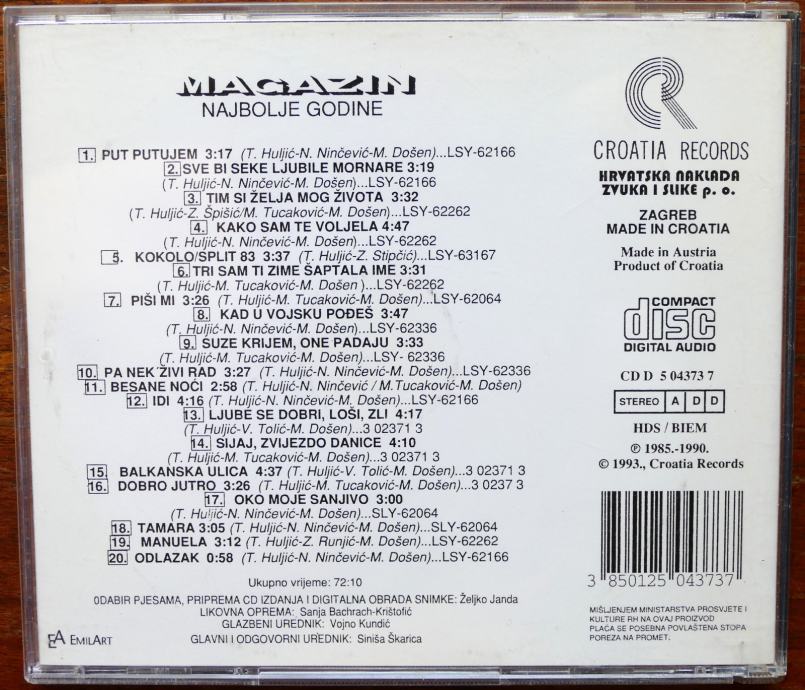 MAGAZIN
NAJBOLJE GODINE
1. PUT PUTUJEM 3:17 (T. Huljić-N. Ninčević-M. Došen)...LSY-62166
2. SVE BI SEKE LJUBILE MORNARE 3:19
(T. Huljić-N. Ninčević-M. Došen)...LSY-62166
3. TIM SI ŽELJA MOG ŽIVOTA 3:32
(T. Huljić-Z. Špišić/M. Tucaković-M. Došen)...LSY-62262
4. KAKO SAM TE VOLJELA 4:47
(T. Huljić-N. Ninčević-M. Došen)...LSY-62262
5. KOKOLO/SPLIT 83 3:37 (T. Huljić-Z. Stipčić)...LSY-63167
6. TRI SAM TI ZIME ŠAPTALA IME 3:31
(T. Huljić-M. Tucaković-M. Došen )...LSY-62262
7. PIŠI MI 3:26 (T. Huljić-M. Tucaković-M. Došen)...LSY-62064
8. KAD U VOJSKU POĐEŠ 3:47
(T. Huljić-N. Ninčević-M. Došen)...LSY-62336
9. SUZE KRIJEM, ONE PADAJU 3:33
(T. Huljić-M. Tucaković-M. Došen)...LSY- 62336
10. PA NEK'ŽIVI RAD 3:27 (T. Huljić-N. Ninčević-M. Došen)...LSY-62336
11. BESANE NOĆI 2:58 (T. Huljić-N. Ninčević / M.Tucaković-M. Došen)
12. IDI 4:16 (T. Huljić-N. Ninčević-M. Došen)...LSY-62166
13. LJUBE SE DOBRI, LOŠI, ZLI 4:17
(T. Huljić-V. Tolić-M. Došen)...3 02371 3
14. SIJAJ, ZVIJEZDO DANICE 4:10
(T. Huljić-M. Tucaković-M. Došen)...3 02371 3
15. BALKANSKA ULICA 4:37 (T. Huljić-V. Tolić-M. Došen)...3 02371 3
16. DOBRO JUTRO 3:26 (T. Huljić-M. Tucaković-M. Došen)...3 0237 3
17. OKO MOJE SANJIVO 3:00
(T. Huljić-N. Ninčević-M. Došen)...SLY-62064
18. TAMARA 3:05 (T. Huljić-N. Ninčević-M. Došen)...SLY-62064
19. MANUELA 3:12 (T. Huljić-Z. Runjić-M. Došen)...LSY-62262
20. ODLAZAK 0:58 (T. Huljić-N. Ninčević-M. Došen)...LSY-62166
Ukupno vrijeme: 72:10
ODABIR PJESAMA, PRIPREMA CD IZDANJA I DIGITALNA OBRADA SNIMKE: Željko Janda
LIKOVNA OPREMA: Sanja Bachrach-Krištofić
GLAZBENI UREDNIK: Vojno Kundić
GLAVNI I ODGOVORNI UREDNIK: Siniša Škarica
EA EMILART
CROATIA RECORDS
HRVATSKA NAKLADA
ZVUKA I SLIKE p. o.
ZAGREB
MADE IN CROATIA
Made in Austria
Product of Croatia
COMPACT
disc
DIGITAL AUDIO
CD D 5 04373 7
STEREO A D D
HDS / BIEM
℗ 1985.-1990.
© 1993., Croatia Records
3 850125 043737
MIŠLJENJEM MINISTARSTVA PROSVJETE I
KULTURE RH NA OVAJ PROIZVOD
PLAĆA SE POSEBNA POVLAŠTENA STOPA
POREZA NA PROMET.